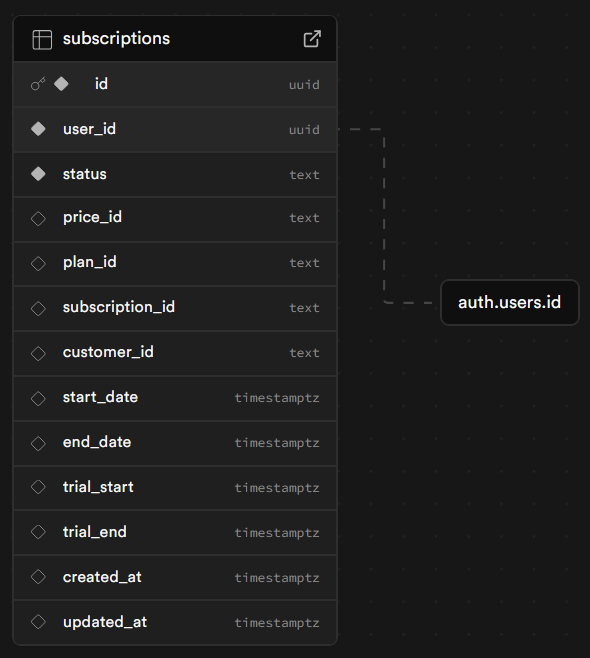 subscriptions
id uuid
user_id uuid
status text
price_id text
plan_id text
subscription_id text
customer_id text
start_date timestamptz
end_date timestamptz
trial_start timestamptz
trial_end timestamptz
created_at timestamptz
updated_at timestamptz
auth.users.id